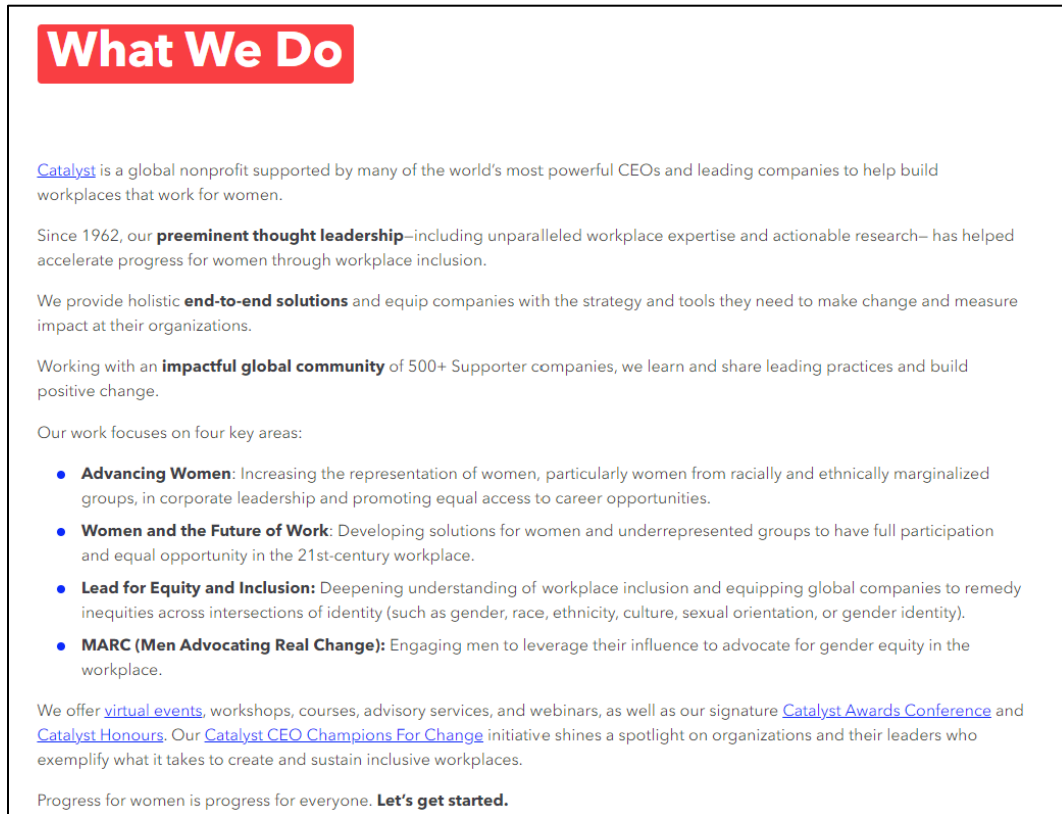 What We Do
Catalyst is a global nonprofit supported by many of the world's most powerful CEOs and leading companies to help build
workplaces that work for women.
Since 1962, our preeminent thought leadership—including unparalleled workplace expertise and actionable research— has helped
accelerate progress for women through workplace inclusion.
We provide holistic end-to-end solutions and equip companies with the strategy and tools they need to make change and measure
impact at their organizations.
Working with an impactful global community of 500+ Supporter companies, we learn and share leading practices and build
positive change.
Our work focuses on four key areas:
• Advancing Women: Increasing the representation of women, particularly women from racially and ethnically marginalized
groups, in corporate leadership and promoting equal access to career opportunities.
• Women and the Future of Work: Developing solutions for women and underrepresented groups to have full participation
and equal opportunity in the 21st-century workplace.
• Lead for Equity and Inclusion: Deepening understanding of workplace inclusion and equipping global companies to remedy
inequities across intersections of identity (such as gender, race, ethnicity, culture, sexual orientation, or gender identity).
• MARC (Men Advocating Real Change): Engaging men to leverage their influence to advocate for gender equity in the
workplace.
We offer virtual events, workshops, courses, advisory services, and webinars, as well as our signature Catalyst Awards Conference and
Catalyst Honours. Our Catalyst CEO Champions For Change initiative shines a spotlight on organizations and their leaders who
exemplify what it takes to create and sustain inclusive workplaces.
Progress for women is progress for everyone. Let's get started.